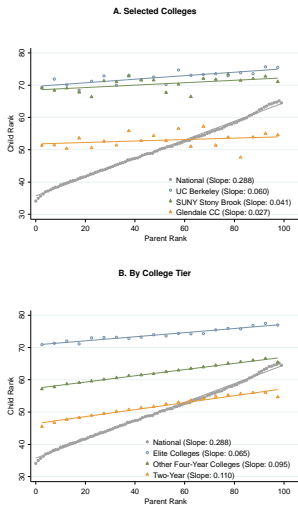 A. Selected Colleges
80
70
60
50
40
30
Child Rank
National (Slope: 0.288)
UC Berkeley (Slope: 0.060)
SUNY Stony Brook (Slope: 0.041)
Glendale CC (Slope: 0.027)
0 20 40 60 80 100
Parent Rank
B. By College Tier
80
70
60
50
40
30
Child Rank
National (Slope: 0.288)
Elite Colleges (Slope: 0.065)
Other Four-Year Colleges (Slope: 0.095)
Two-Year (Slope: 0.110)
0 20 40 60 80 100
Parent Rank